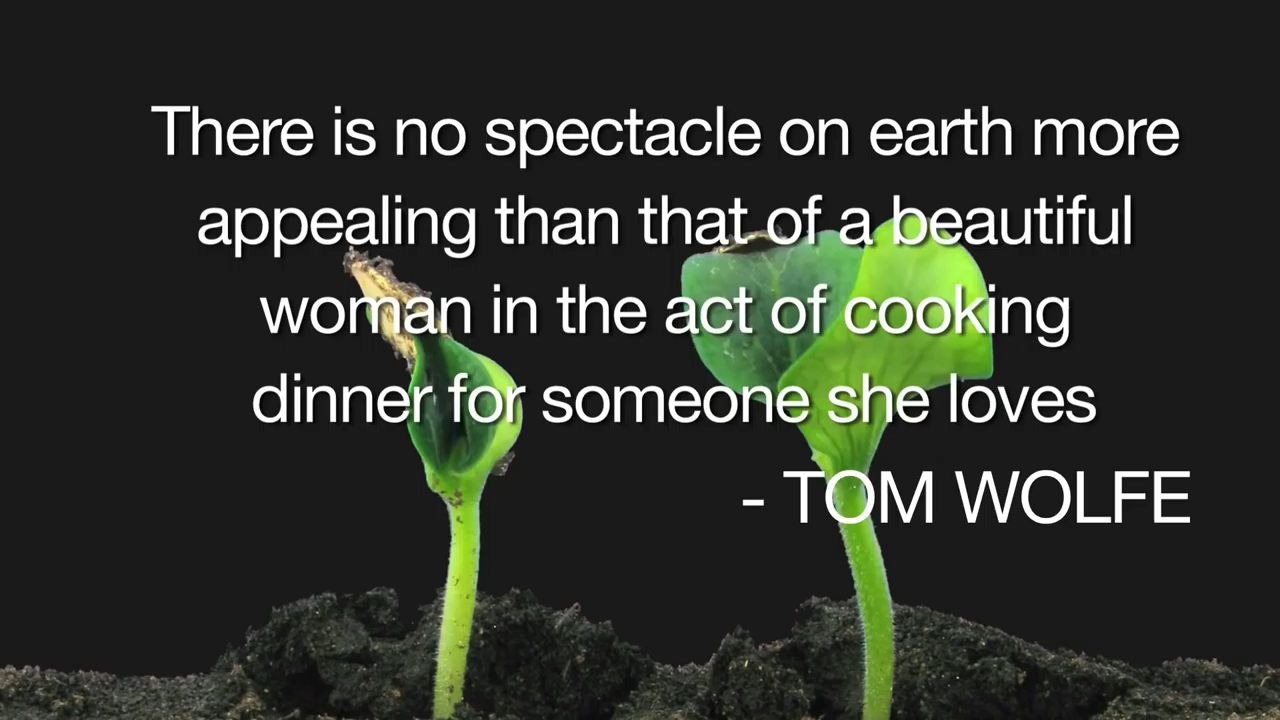 There is no spectacle on earth more
appealing than that of a beautiful
woman in the act of cooking
dinner for someone she loves
- TOM WOLFE